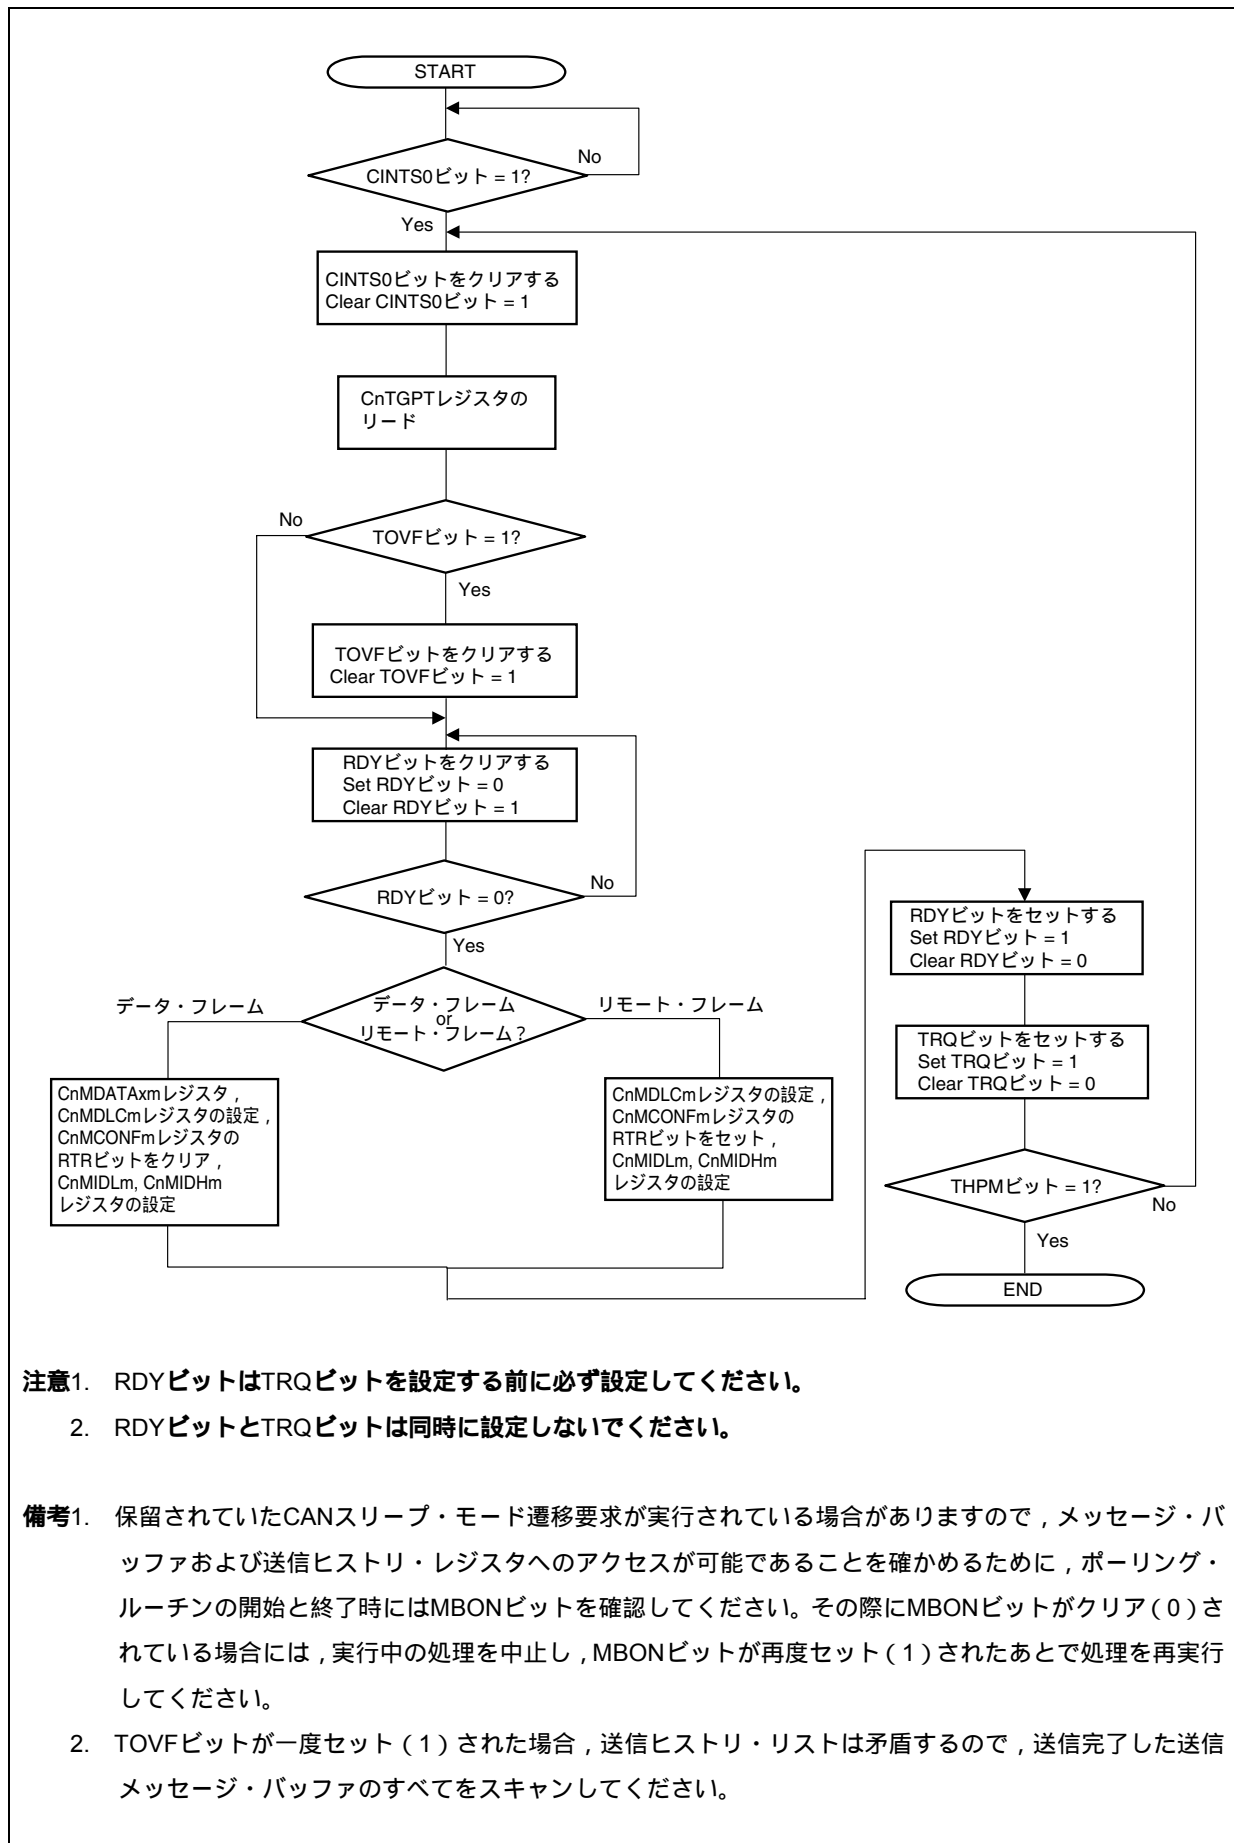 START
No
CINTS0ビット = 1?
Yes
CINTS0ビットをクリアする
Clear CINTS0ビット = 1
CnTGPTレジスタの
リード
No
TOVFビット = 1?
Yes
TOVFビットをクリアする
Clear TOVFビット = 1
RDYビットをクリアする
Set RDYビット = 0
Clear RDYビット = 1
RDYビット = 0?
No
Yes
データ・フレーム
データ・フレーム
or
リモート・フレーム？
リモート・フレーム
CnMDATAxmレジスタ，
CnMDLCmレジスタの設定，
CnMCONFmレジスタの
RTRビットをクリア，
CnMIDLm, CnMIDHm
レジスタの設定
CnMDLCmレジスタの設定，
CnMCONFmレジスタの
RTRビットをセット，
CnMIDLm, CnMIDHm
レジスタの設定
RDYビットをセットする
Set RDYビット = 1
Clear RDYビット = 0
TRQビットをセットする
Set TRQビット = 1
Clear TRQビット = 0
THPMビット = 1?
No
Yes
END
注意1. RDYビットはTRQビットを設定する前に必ず設定してください。
2. RDYビットとTRQビットは同時に設定しないでください。
備考1. 保留されていたCANスリープ・モード遷移要求が実行されている場合がありますので，メッセージ・バ
ッファおよび送信ヒストリ・レジスタへのアクセスが可能であることを確かめるために，ポーリング・
ルーチンの開始と終了時にはMBONビットを確認してください。その際にMBONビットがクリア（0）さ
れている場合には，実行中の処理を中止し，MBONビットが再度セット（1）されたあとで処理を再実行
してください。
2. TOVFビットが一度セット（1）された場合，送信ヒストリ・リストは矛盾するので，送信完了した送信
メッセージ・バッファのすべてをスキャンしてください。